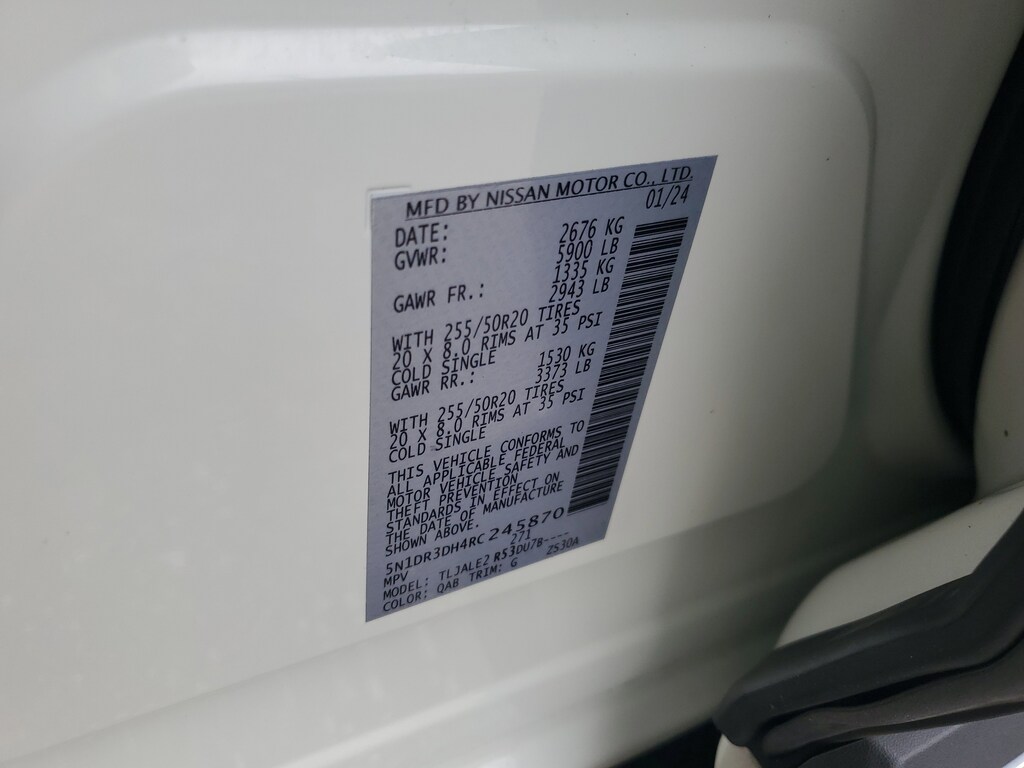 MFD BY NISSAN MOTOR CO., LTD.
DATE: 01/24
GVWR: 2676 KG
5900 LB
GAWR FR.: 1335 KG
2943 LB
WITH 255/50R20 TIRES
20 X 8.0 RIMS AT 35 PSI
COLD SINGLE
GAWR RR.: 1530 KG
3373 LB
WITH 255/50R20 TIRES
20 X 8.0 RIMS AT 35 PSI
COLD SINGLE
THIS VEHICLE CONFORMS TO
ALL APPLICABLE FEDERAL
MOTOR VEHICLE SAFETY AND
THEFT PREVENTION
STANDARDS IN EFFECT ON
THE DATE OF MANUFACTURE
SHOWN ABOVE.
5N1DR3DH4RC245870
MPV 271
MODEL: TLJALE2 R53DU7B----
COLOR: QAB TRIM: G ZS30A